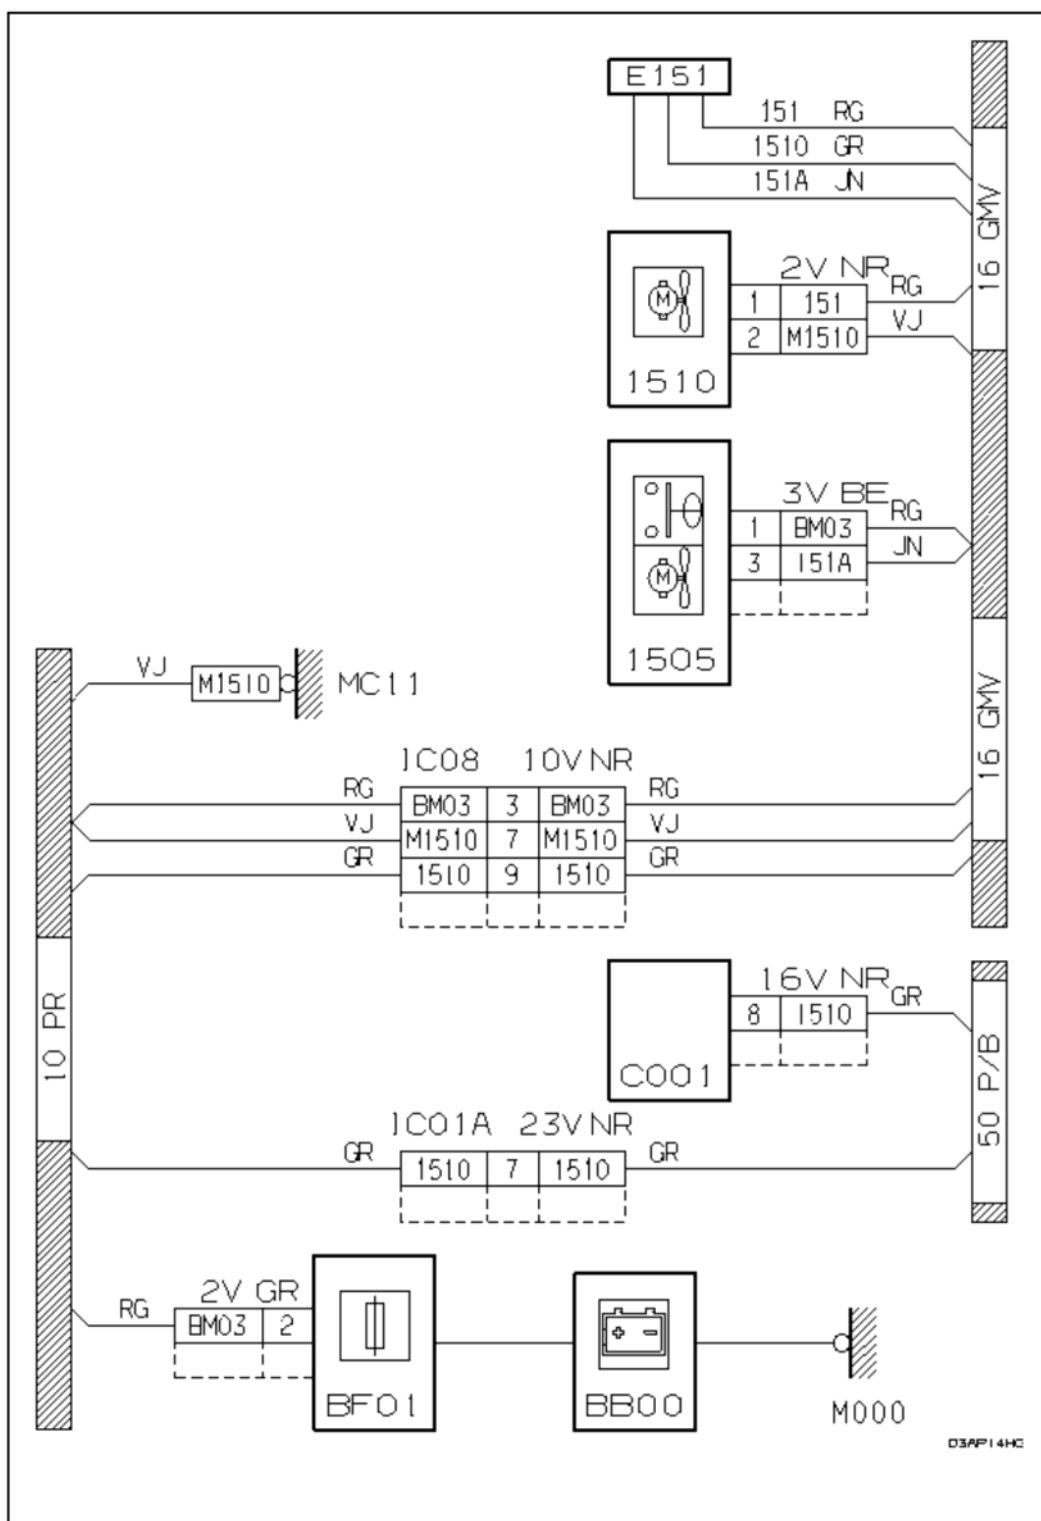 E151
151 RG
1510 GR
151A JN
16 GMV
2V NR
1 151 RG
2 M1510 VJ
M
1510
3V BE
1 BM03 RG
3 151A JN
M
1505
16 GMV
VJ M1510 MC11
1C08 10V NR
RG BM03 3 BM03 RG
VJ M1510 7 M1510 VJ
GR 1510 9 1510 GR
10 PR
16V NR
8 1510 GR
C001
50 P/B
1C01A 23V NR
GR 1510 7 1510 GR
2V GR
RG BM03 2
BF01
+ -
BB00
M000
D3AP14HC